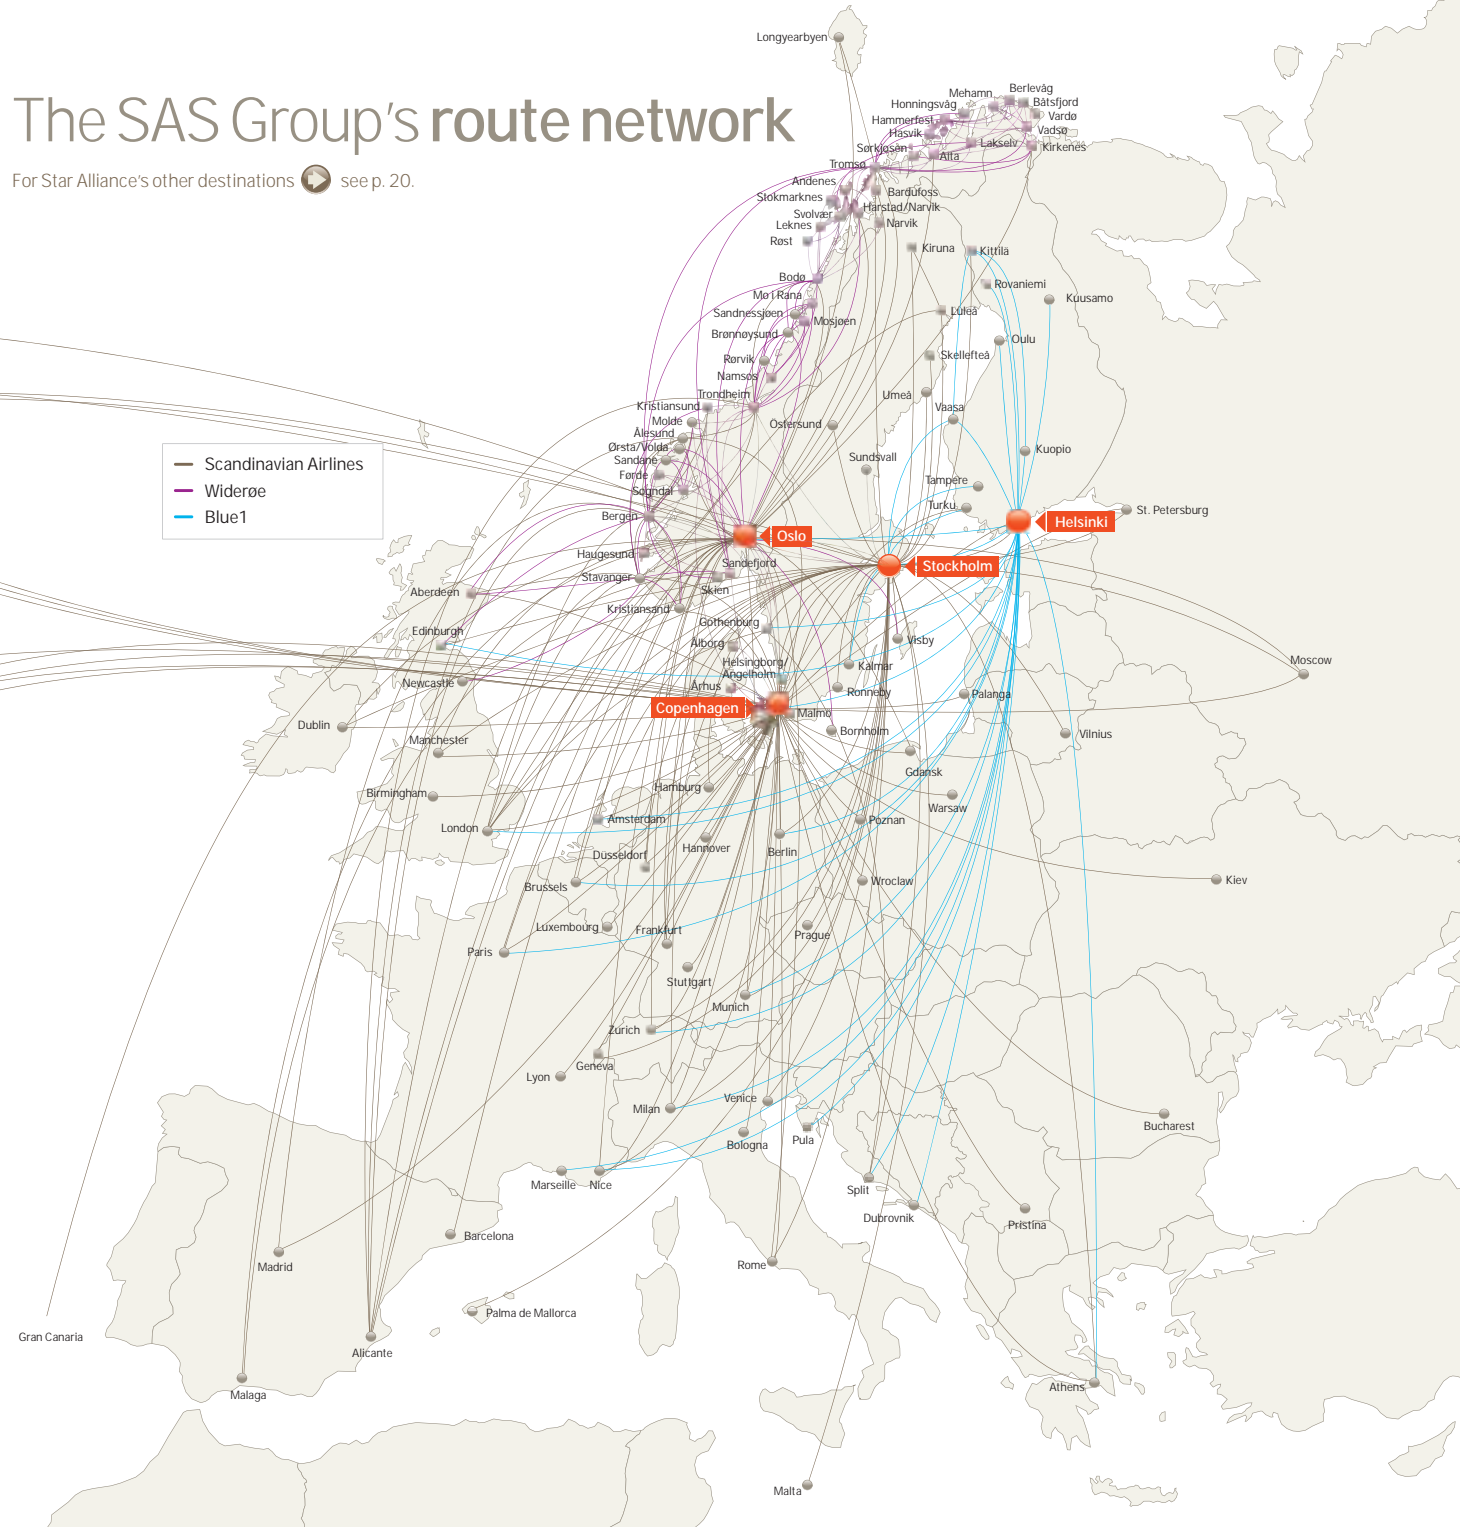 Longyearbyen
The SAS Group's route network
For Star Alliance's other destinations see p. 20.
Mehamn
Berlevåg
Honningsvåg
Båtsfjord
Hammerfest
Vardø
Hasvik
Vadsø
Sørkjosen
Lakselv
Kirkenes
Alta
Tromsø
Andenes
Bardufoss
Stokmarknes
Harstad/Narvik
Svolvær
Leknes
Narvik
Røst
Kiruna
Kittilä
Bodø
Rovaniemi
Mo i Rana
Kuusamo
Sandnessjøen
Luleå
Mosjøen
Brønnøysund
Oulu
Rørvik
Skellefteå
Namsos
Trondheim
Umeå
Kristiansund
Vaasa
Molde
Östersund
Ålesund
Ørsta/Volda
Kuopio
Sandane
Sundsvall
Scandinavian Airlines
Førde
Tampere
Widerøe
Sogndal
Turku
St. Petersburg
Blue1
Bergen
Helsinki
Oslo
Haugesund
Sandefjord
Stockholm
Stavanger
Skien
Aberdeen
Kristiansand
Gothenburg
Edinburgh
Visby
Ålborg
Helsingborg/
Ängelholm
Kalmar
Moscow
Newcastle
Århus
Ronneby
Palanga
Copenhagen
Malmö
Dublin
Bornholm
Vilnius
Manchester
Gdansk
Hamburg
Birmingham
Warsaw
London
Amsterdam
Poznan
Hannover
Berlin
Düsseldorf
Brussels
Wroclaw
Kiev
Luxembourg
Frankfurt
Prague
Paris
Stuttgart
Munich
Zürich
Geneva
Lyon
Milan
Venice
Bucharest
Bologna
Pula
Marseille
Nice
Split
Dubrovnik
Pristina
Barcelona
Madrid
Rome
Palma de Mallorca
Gran Canaria
Alicante
Malaga
Athens
Malta